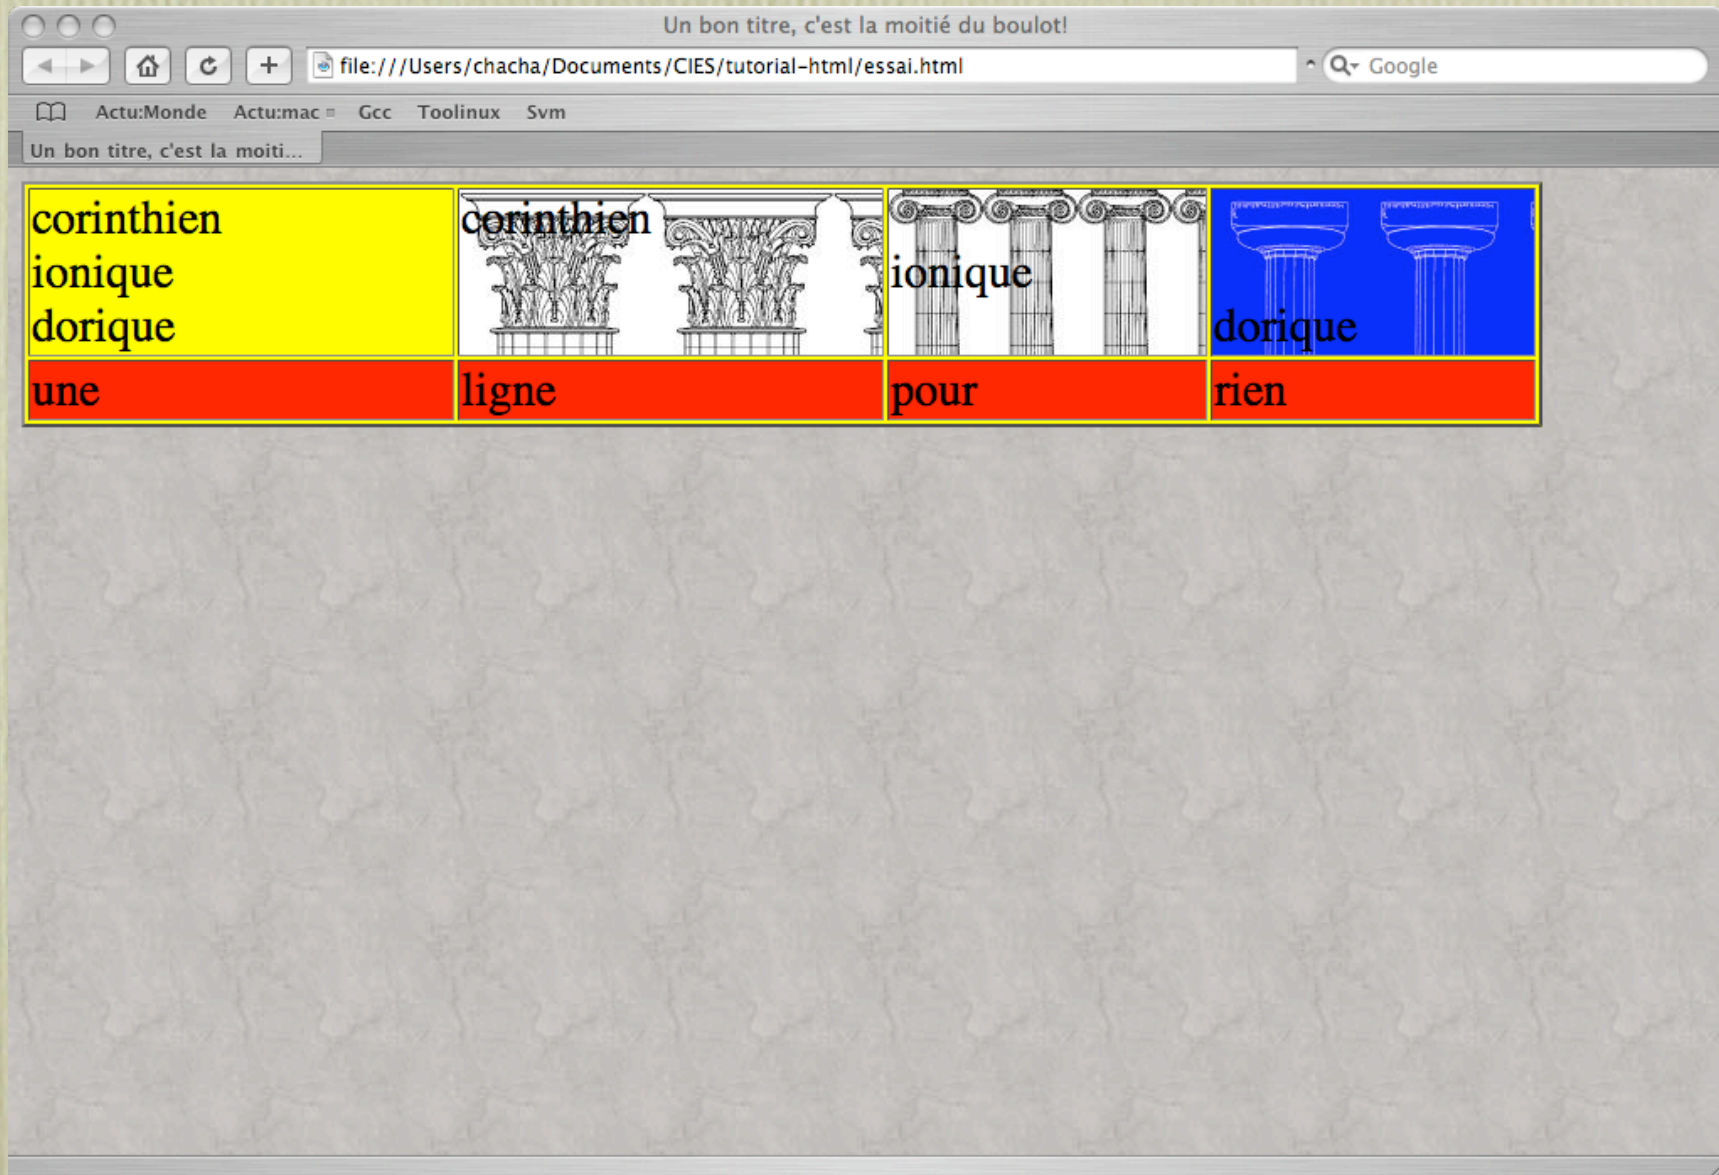 Un bon titre, c'est la moitié du boulot!
file:///Users/chacha/Documents/CIES/tutorial-html/essai.html
Google
Actu:Monde Actu:mac Gcc Toolinux Svm
Un bon titre, c'est la moiti...
corinthien
ionique
dorique
corinthien
ionique
dorique
une ligne pour rien